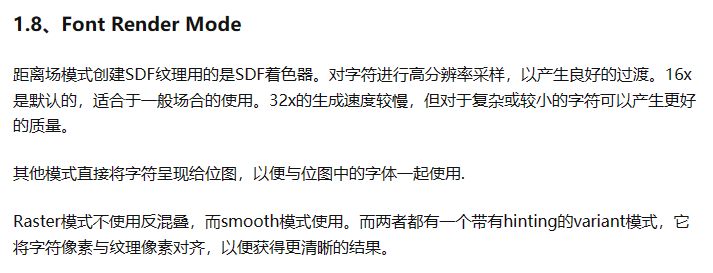 1.8、Font Render Mode
距离场模式创建SDF纹理用的是SDF着色器。对字符进行高分辨率采样，以产生良好的过渡。16x
是默认的，适合于一般场合的使用。32x的生成速度较慢，但对于复杂或较小的字符可以产生更好
的质量。
其他模式直接将字符呈现给位图，以便与位图中的字体一起使用.
Raster模式不使用反混叠，而smooth模式使用。而两者都有一个带有hinting的variant模式，它
将字符像素与纹理像素对齐，以便获得更清晰的结果。